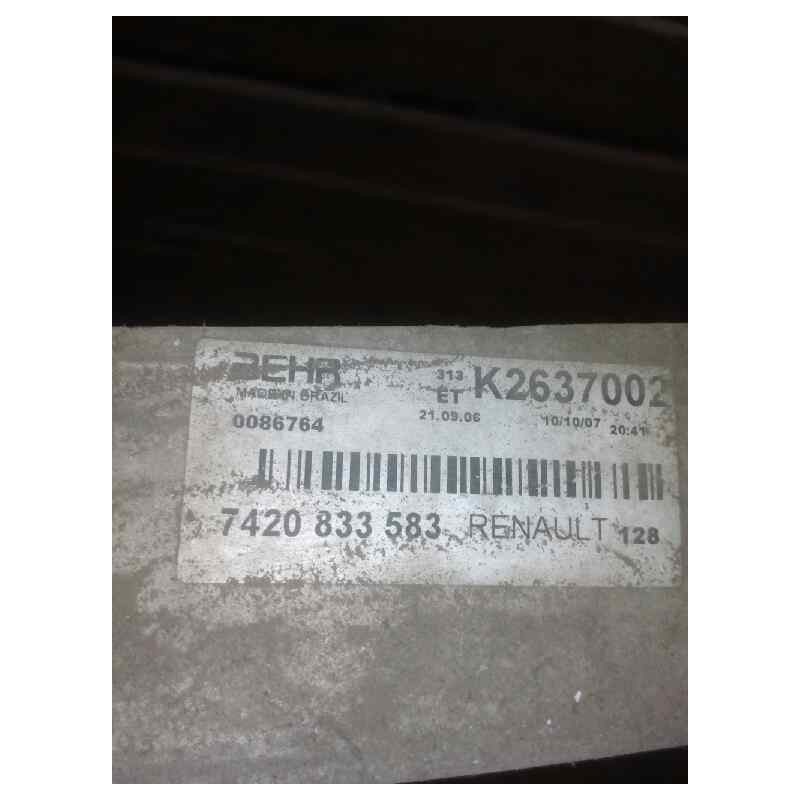 BEHR 313 K2637002
MADE IN BRAZIL ET
0086764 21.09.06 10/10/07 20:41
7420 833 583 RENAULT 128